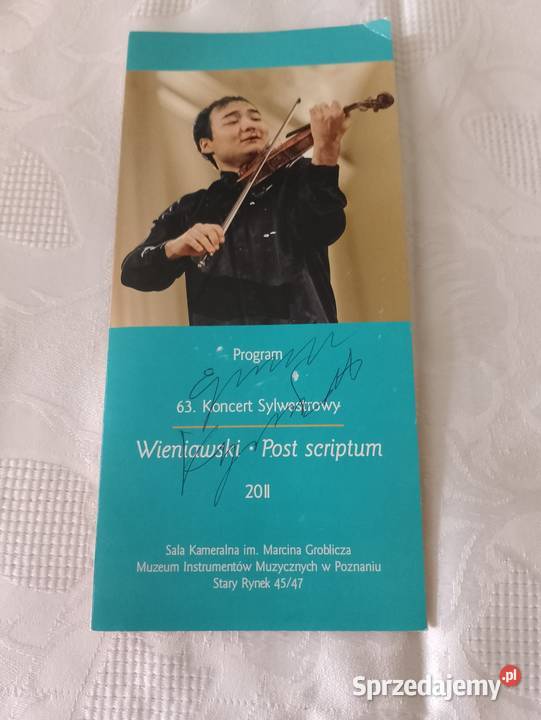 Program
63. Koncert Sylwestrowy
Wieniawski • Post scriptum
2011
Sala Kameralna im. Marcina Groblicza
Muzeum Instrumentów Muzycznych w Poznaniu
Stary Rynek 45/47
Sprzedajemy.pl